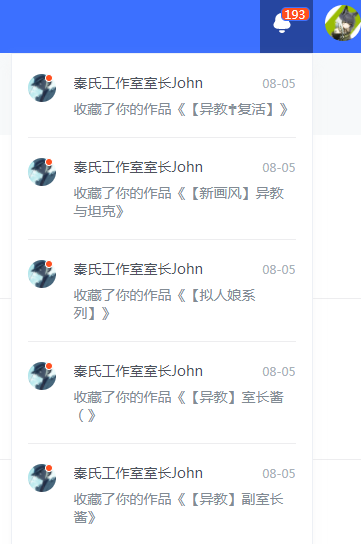 193
秦氏工作室室长John 08-05
收藏了你的作品《【异教✟复活】》
秦氏工作室室长John 08-05
收藏了你的作品《【新画风】异教
与坦克》
秦氏工作室室长John 08-05
收藏了你的作品《【拟人娘系
列】》
秦氏工作室室长John 08-05
收藏了你的作品《【异教】室长酱
（》
秦氏工作室室长John 08-05
收藏了你的作品《【异教】副室长
酱》